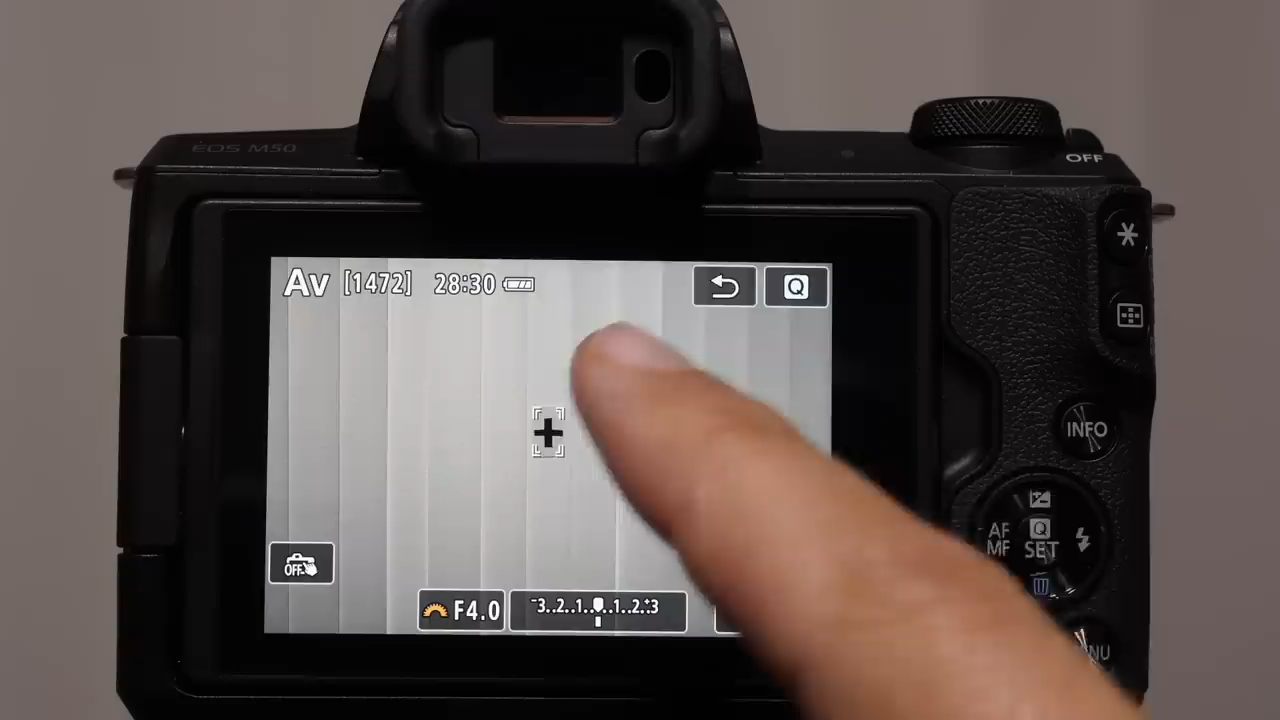 EOS M50
OFF
Av [1472] 28:30
Q
INFO
AF
MF
Q
SET
OFF
F4.0
-3..2..1..0..1..2..+3